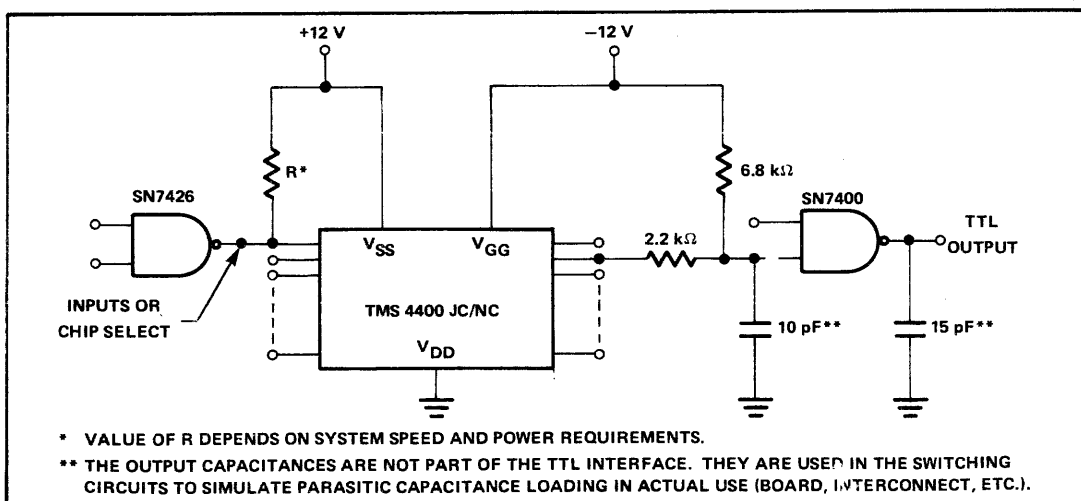 +12 V
−12 V
R*
6.8 kΩ
SN7426
SN7400
TTL
OUTPUT
VSS
VGG
2.2 kΩ
INPUTS OR
CHIP SELECT
TMS 4400 JC/NC
10 pF**
15 pF**
VDD
* VALUE OF R DEPENDS ON SYSTEM SPEED AND POWER REQUIREMENTS.
** THE OUTPUT CAPACITANCES ARE NOT PART OF THE TTL INTERFACE. THEY ARE USED IN THE SWITCHING
CIRCUITS TO SIMULATE PARASITIC CAPACITANCE LOADING IN ACTUAL USE (BOARD, INTERCONNECT, ETC.).